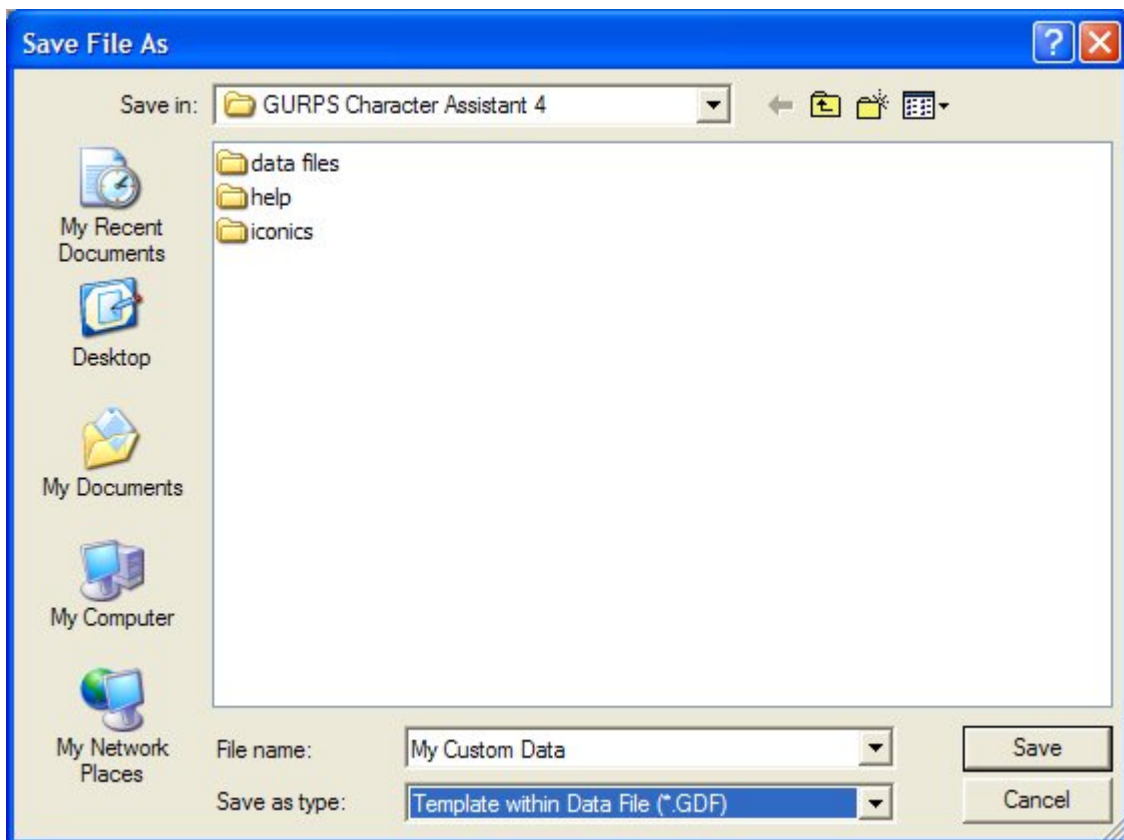 Save File As
Save in:
GURPS Character Assistant 4
data files
help
iconics
My Recent
Documents
Desktop
My Documents
My Computer
My Network
Places
File name:
My Custom Data
Save
Save as type:
Template within Data File (*.GDF)
Cancel